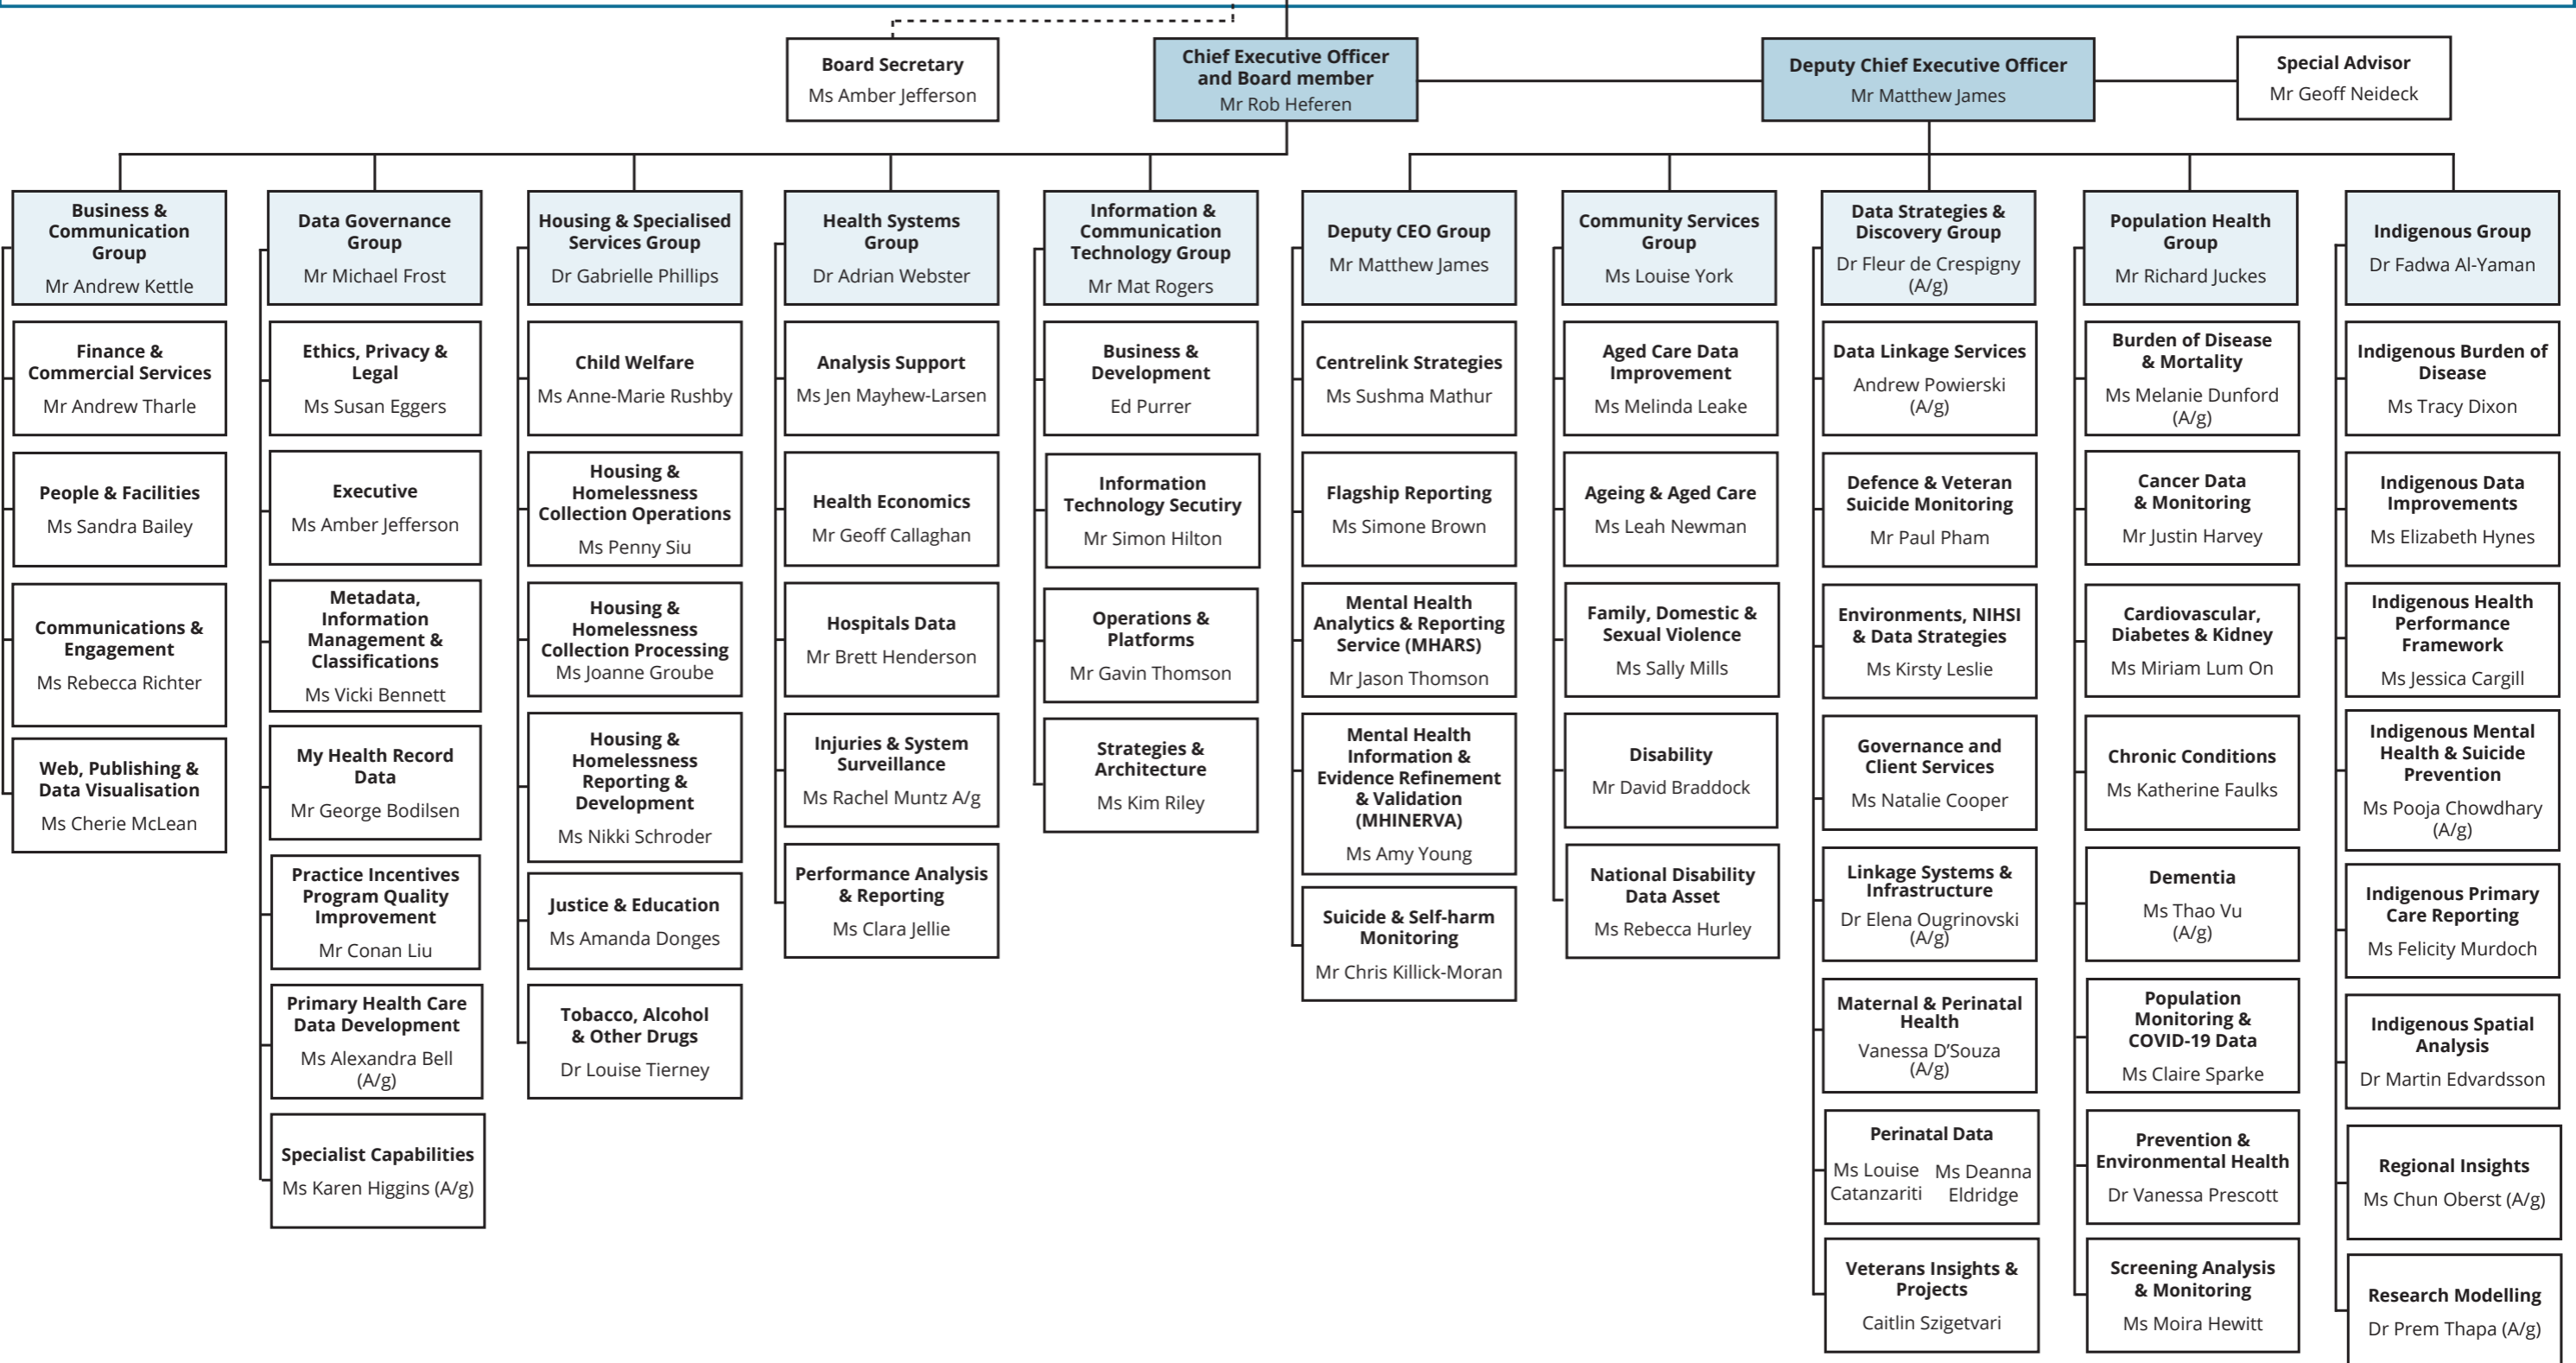 Board Secretary
Ms Amber Jefferson
Chief Executive Officer
and Board member
Mr Rob Heferen
Deputy Chief Executive Officer
Mr Matthew James
Special Advisor
Mr Geoff Neideck
Business &
Communication
Group
Mr Andrew Kettle
Finance &
Commercial Services
Mr Andrew Tharle
People & Facilities
Ms Sandra Bailey
Communications &
Engagement
Ms Rebecca Richter
Web, Publishing &
Data Visualisation
Ms Cherie McLean
Data Governance
Group
Mr Michael Frost
Ethics, Privacy &
Legal
Ms Susan Eggers
Executive
Ms Amber Jefferson
Metadata,
Information
Management &
Classifications
Ms Vicki Bennett
My Health Record
Data
Mr George Bodilsen
Practice Incentives
Program Quality
Improvement
Mr Conan Liu
Primary Health Care
Data Development
Ms Alexandra Bell
(A/g)
Specialist Capabilities
Ms Karen Higgins (A/g)
Housing & Specialised
Services Group
Dr Gabrielle Phillips
Child Welfare
Ms Anne-Marie Rushby
Housing &
Homelessness
Collection Operations
Ms Penny Siu
Housing &
Homelessness
Collection Processing
Ms Joanne Groube
Housing &
Homelessness
Reporting &
Development
Ms Nikki Schroder
Justice & Education
Ms Amanda Donges
Tobacco, Alcohol
& Other Drugs
Dr Louise Tierney
Health Systems
Group
Dr Adrian Webster
Analysis Support
Ms Jen Mayhew-Larsen
Health Economics
Mr Geoff Callaghan
Hospitals Data
Mr Brett Henderson
Injuries & System
Surveillance
Ms Rachel Muntz A/g
Performance Analysis
& Reporting
Ms Clara Jellie
Information &
Communication
Technology Group
Mr Mat Rogers
Business &
Development
Ed Purrer
Information
Technology Secutiry
Mr Simon Hilton
Operations &
Platforms
Mr Gavin Thomson
Strategies &
Architecture
Ms Kim Riley
Deputy CEO Group
Mr Matthew James
Centrelink Strategies
Ms Sushma Mathur
Flagship Reporting
Ms Simone Brown
Mental Health
Analytics & Reporting
Service (MHARS)
Mr Jason Thomson
Mental Health
Information &
Evidence Refinement
& Validation
(MHINERVA)
Ms Amy Young
Suicide & Self-harm
Monitoring
Mr Chris Killick-Moran
Community Services
Group
Ms Louise York
Aged Care Data
Improvement
Ms Melinda Leake
Ageing & Aged Care
Ms Leah Newman
Family, Domestic &
Sexual Violence
Ms Sally Mills
Disability
Mr David Braddock
National Disability
Data Asset
Ms Rebecca Hurley
Data Strategies &
Discovery Group
Dr Fleur de Crespigny
(A/g)
Data Linkage Services
Andrew Powierski
(A/g)
Defence & Veteran
Suicide Monitoring
Mr Paul Pham
Environments, NIHSI
& Data Strategies
Ms Kirsty Leslie
Governance and
Client Services
Ms Natalie Cooper
Linkage Systems &
Infrastructure
Dr Elena Ougrinovski
(A/g)
Maternal & Perinatal
Health
Vanessa D’Souza
(A/g)
Perinatal Data
Ms Louise
Catanzariti
Ms Deanna
Eldridge
Veterans Insights &
Projects
Caitlin Szigetvari
Population Health
Group
Mr Richard Juckes
Burden of Disease
& Mortality
Ms Melanie Dunford
(A/g)
Cancer Data
& Monitoring
Mr Justin Harvey
Cardiovascular,
Diabetes & Kidney
Ms Miriam Lum On
Chronic Conditions
Ms Katherine Faulks
Dementia
Ms Thao Vu
(A/g)
Population
Monitoring &
COVID-19 Data
Ms Claire Sparke
Prevention &
Environmental Health
Dr Vanessa Prescott
Screening Analysis
& Monitoring
Ms Moira Hewitt
Indigenous Group
Dr Fadwa Al-Yaman
Indigenous Burden of
Disease
Ms Tracy Dixon
Indigenous Data
Improvements
Ms Elizabeth Hynes
Indigenous Health
Performance
Framework
Ms Jessica Cargill
Indigenous Mental
Health & Suicide
Prevention
Ms Pooja Chowdhary
(A/g)
Indigenous Primary
Care Reporting
Ms Felicity Murdoch
Indigenous Spatial
Analysis
Dr Martin Edvardsson
Regional Insights
Ms Chun Oberst (A/g)
Research Modelling
Dr Prem Thapa (A/g)